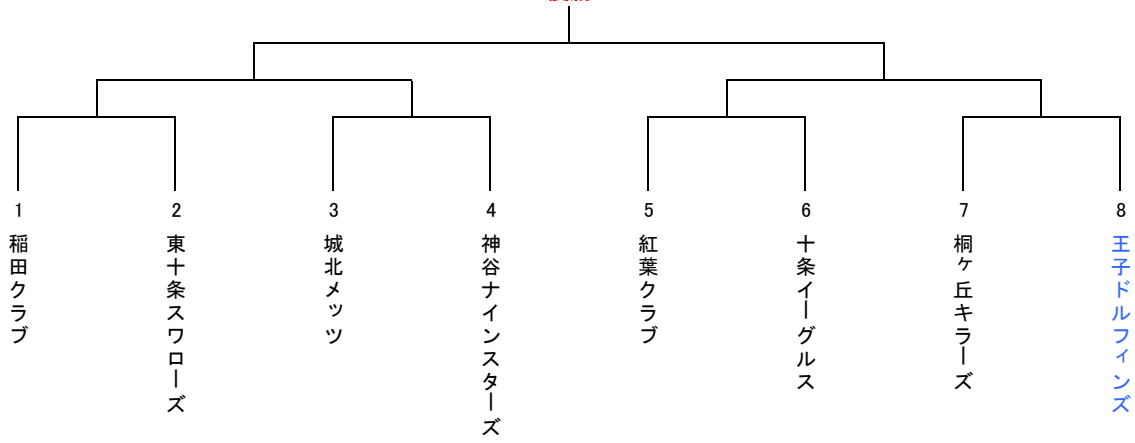 1
2
3
4
5
6
7
8
稲田クラブ
東十条スワローズ
城北メッツ
神谷ナインスターズ
紅葉クラブ
十条イーグルス
桐ヶ丘キラーズ
王子ドルフィンズ